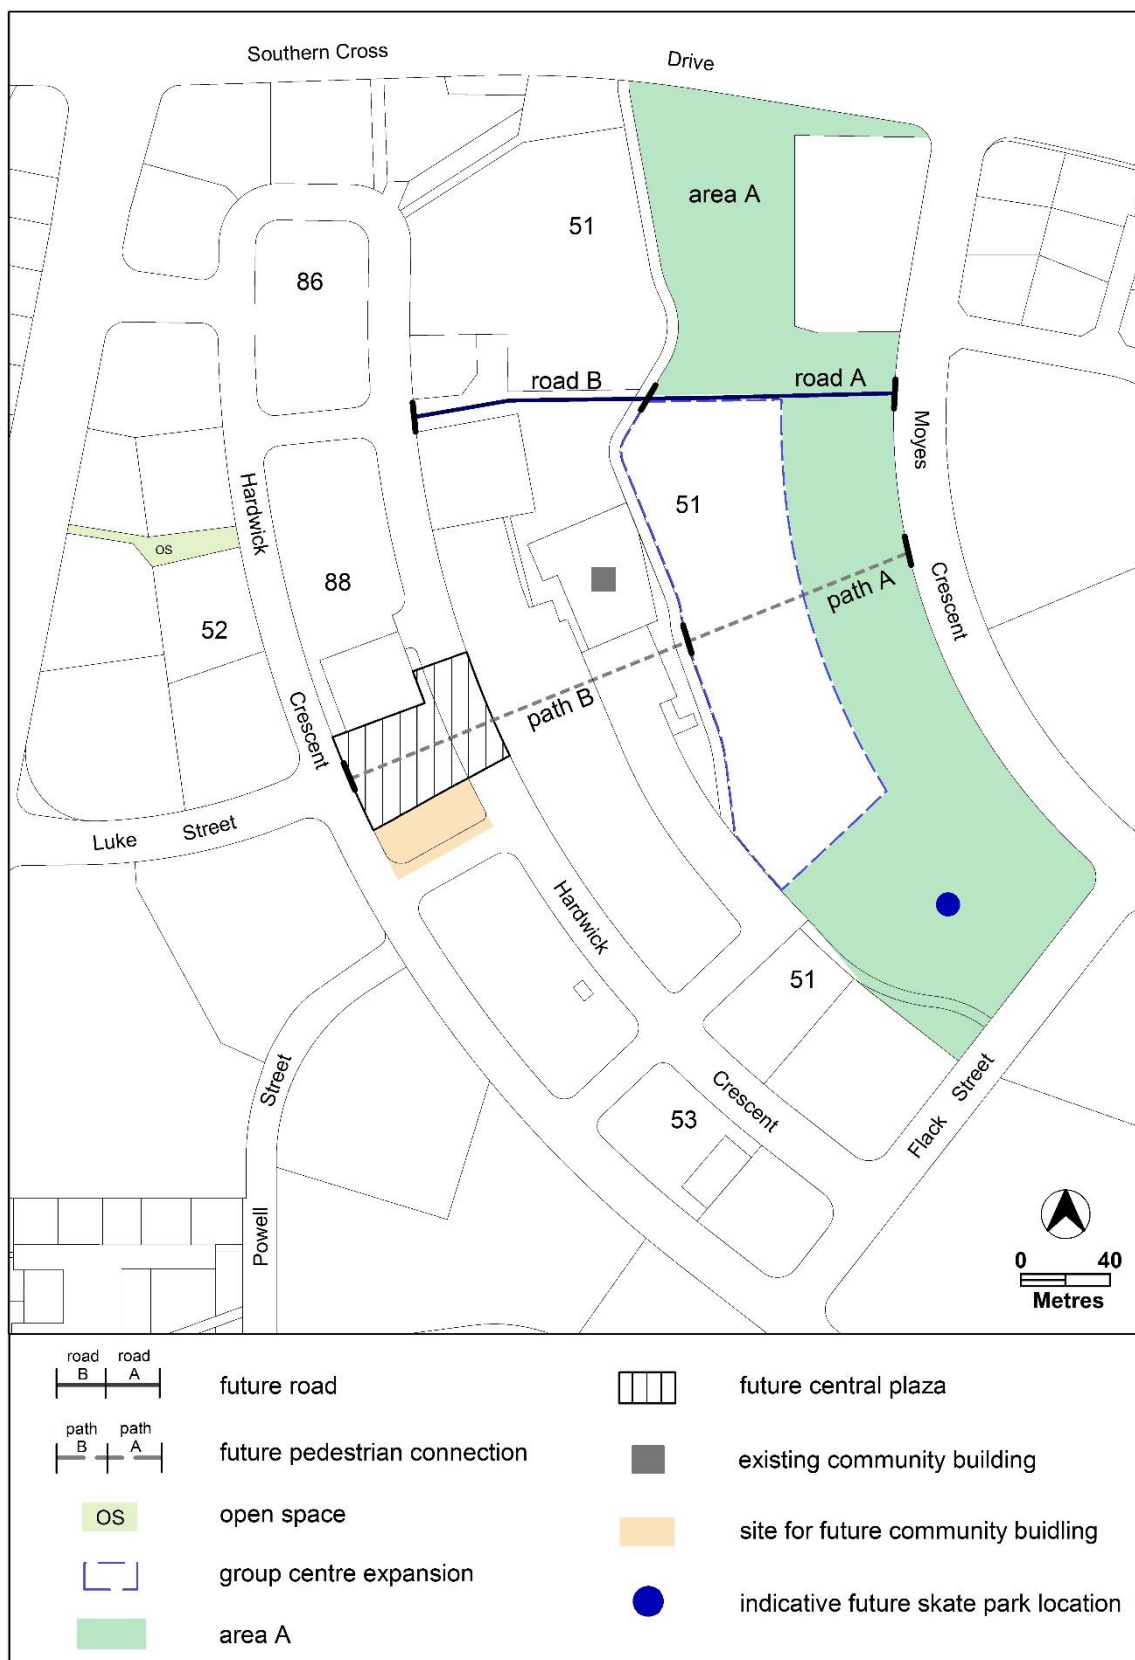 Southern Cross
Drive
area A
51
86
road B
road A
Moyes
Hardwick
51
OS
88
path A
Crescent
52
path B
Crescent
Luke
Street
Hardwick
51
Street
Crescent
Street
53
Flack
Powell
0 40
Metres
road road
B A
future road
path path
B A
future pedestrian connection
OS
open space
group centre expansion
area A
future central plaza
existing community building
site for future community buidling
indicative future skate park location